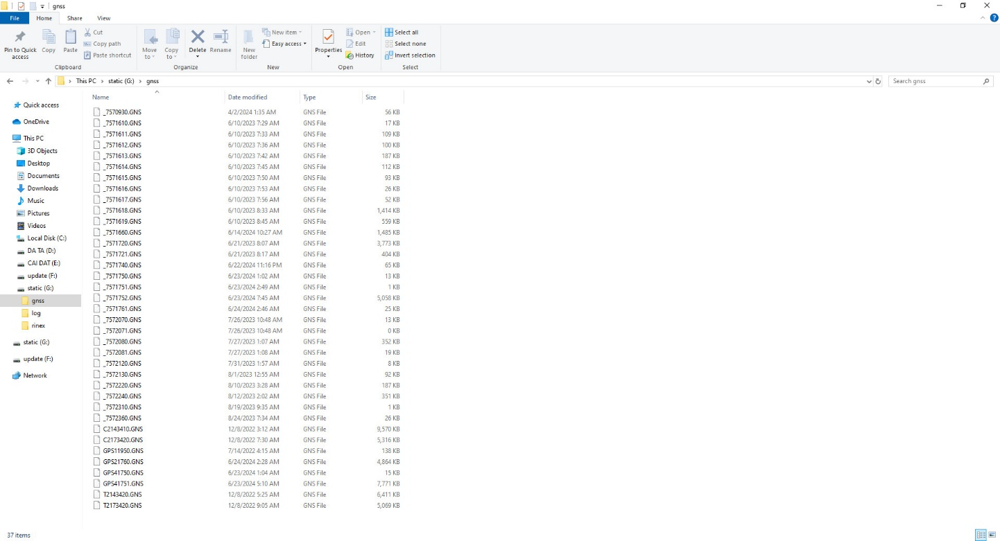 gnss
File Home Share View
Pin to Quick access
Copy
Paste
Cut
Copy path
Paste shortcut
Clipboard
Move to
Copy to
Delete
Rename
Organize
New folder
New item
Easy access
New
Properties
Open
Edit
History
Open
Select all
Select none
Invert selection
Select
This PC > static (G:) > gnss
Search gnss
Quick access
OneDrive
This PC
3D Objects
Desktop
Documents
Downloads
Music
Pictures
Videos
Local Disk (C:)
DA TA (D:)
CAI DAT (E:)
update (F:)
static (G:)
gnss
log
rinex
static (G:)
update (F:)
Network
Name Date modified Type Size
_7570930.GNS 4/2/2024 1:35 AM GNS File 56 KB
_7571610.GNS 6/10/2023 7:29 AM GNS File 17 KB
_7571611.GNS 6/10/2023 7:33 AM GNS File 109 KB
_7571612.GNS 6/10/2023 7:36 AM GNS File 100 KB
_7571613.GNS 6/10/2023 7:42 AM GNS File 187 KB
_7571614.GNS 6/10/2023 7:45 AM GNS File 112 KB
_7571615.GNS 6/10/2023 7:50 AM GNS File 93 KB
_7571616.GNS 6/10/2023 7:53 AM GNS File 26 KB
_7571617.GNS 6/10/2023 7:56 AM GNS File 52 KB
_7571618.GNS 6/10/2023 8:33 AM GNS File 1,414 KB
_7571619.GNS 6/10/2023 8:45 AM GNS File 559 KB
_7571660.GNS 6/14/2024 10:27 AM GNS File 1,485 KB
_7571720.GNS 6/21/2023 8:07 AM GNS File 3,773 KB
_7571721.GNS 6/21/2023 8:17 AM GNS File 404 KB
_7571740.GNS 6/22/2024 11:16 PM GNS File 65 KB
_7571750.GNS 6/23/2024 1:02 AM GNS File 13 KB
_7571751.GNS 6/23/2024 2:49 AM GNS File 1 KB
_7571752.GNS 6/23/2024 7:45 AM GNS File 5,058 KB
_7571761.GNS 6/24/2024 2:46 AM GNS File 25 KB
_7572070.GNS 7/26/2023 10:48 AM GNS File 13 KB
_7572071.GNS 7/26/2023 10:48 AM GNS File 0 KB
_7572080.GNS 7/27/2023 1:07 AM GNS File 352 KB
_7572081.GNS 7/27/2023 1:08 AM GNS File 19 KB
_7572120.GNS 7/31/2023 1:57 AM GNS File 8 KB
_7572130.GNS 8/1/2023 12:55 AM GNS File 92 KB
_7572220.GNS 8/10/2023 3:28 AM GNS File 187 KB
_7572240.GNS 8/12/2023 2:02 AM GNS File 351 KB
_7572310.GNS 8/19/2023 9:35 AM GNS File 1 KB
_7572360.GNS 8/24/2023 7:34 AM GNS File 26 KB
C2143410.GNS 12/8/2022 3:12 AM GNS File 9,570 KB
C2173420.GNS 12/8/2022 7:30 AM GNS File 5,316 KB
GPS11950.GNS 7/14/2022 4:15 AM GNS File 138 KB
GPS21760.GNS 6/24/2024 2:28 AM GNS File 4,864 KB
GPS41750.GNS 6/23/2024 1:04 AM GNS File 15 KB
GPS41751.GNS 6/23/2024 5:10 AM GNS File 7,771 KB
T2143420.GNS 12/8/2022 5:25 AM GNS File 6,411 KB
T2173420.GNS 12/8/2022 9:05 AM GNS File 5,069 KB
37 items